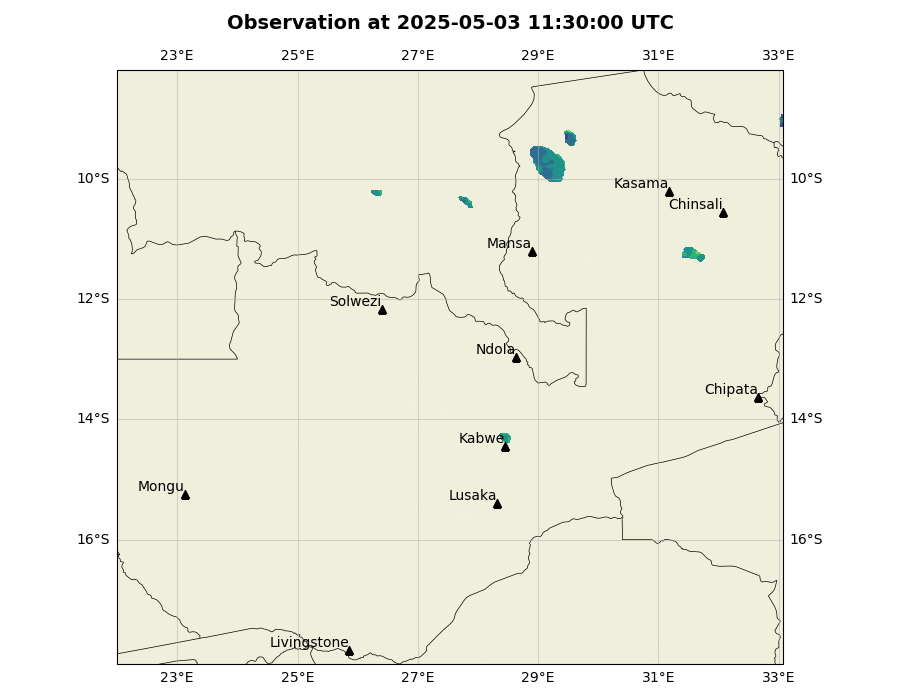 Observation at 2025-05-03 11:30:00 UTC
23°E 25°E 27°E 29°E 31°E 33°E
10°S 10°S
Kasama
Chinsali
Mansa
12°S 12°S
Solwezi
Ndola
Chipata
14°S 14°S
Kabwe
Mongu
Lusaka
16°S 16°S
Livingstone
23°E 25°E 27°E 29°E 31°E 33°E